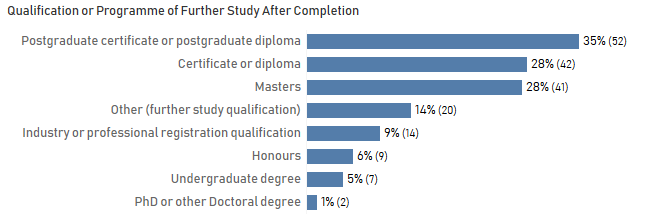 Qualification or Programme of Further Study After Completion
Postgraduate certificate or postgraduate diploma 35% (52)
Certificate or diploma 28% (42)
Masters 28% (41)
Other (further study qualification) 14% (20)
Industry or professional registration qualification 9% (14)
Honours 6% (9)
Undergraduate degree 5% (7)
PhD or other Doctoral degree 1% (2)